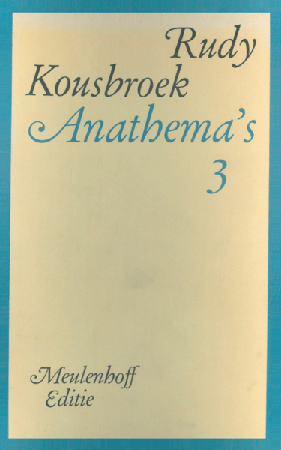 Rudy
Kousbroek
Anathema's
3
Meulenhoff
Editie